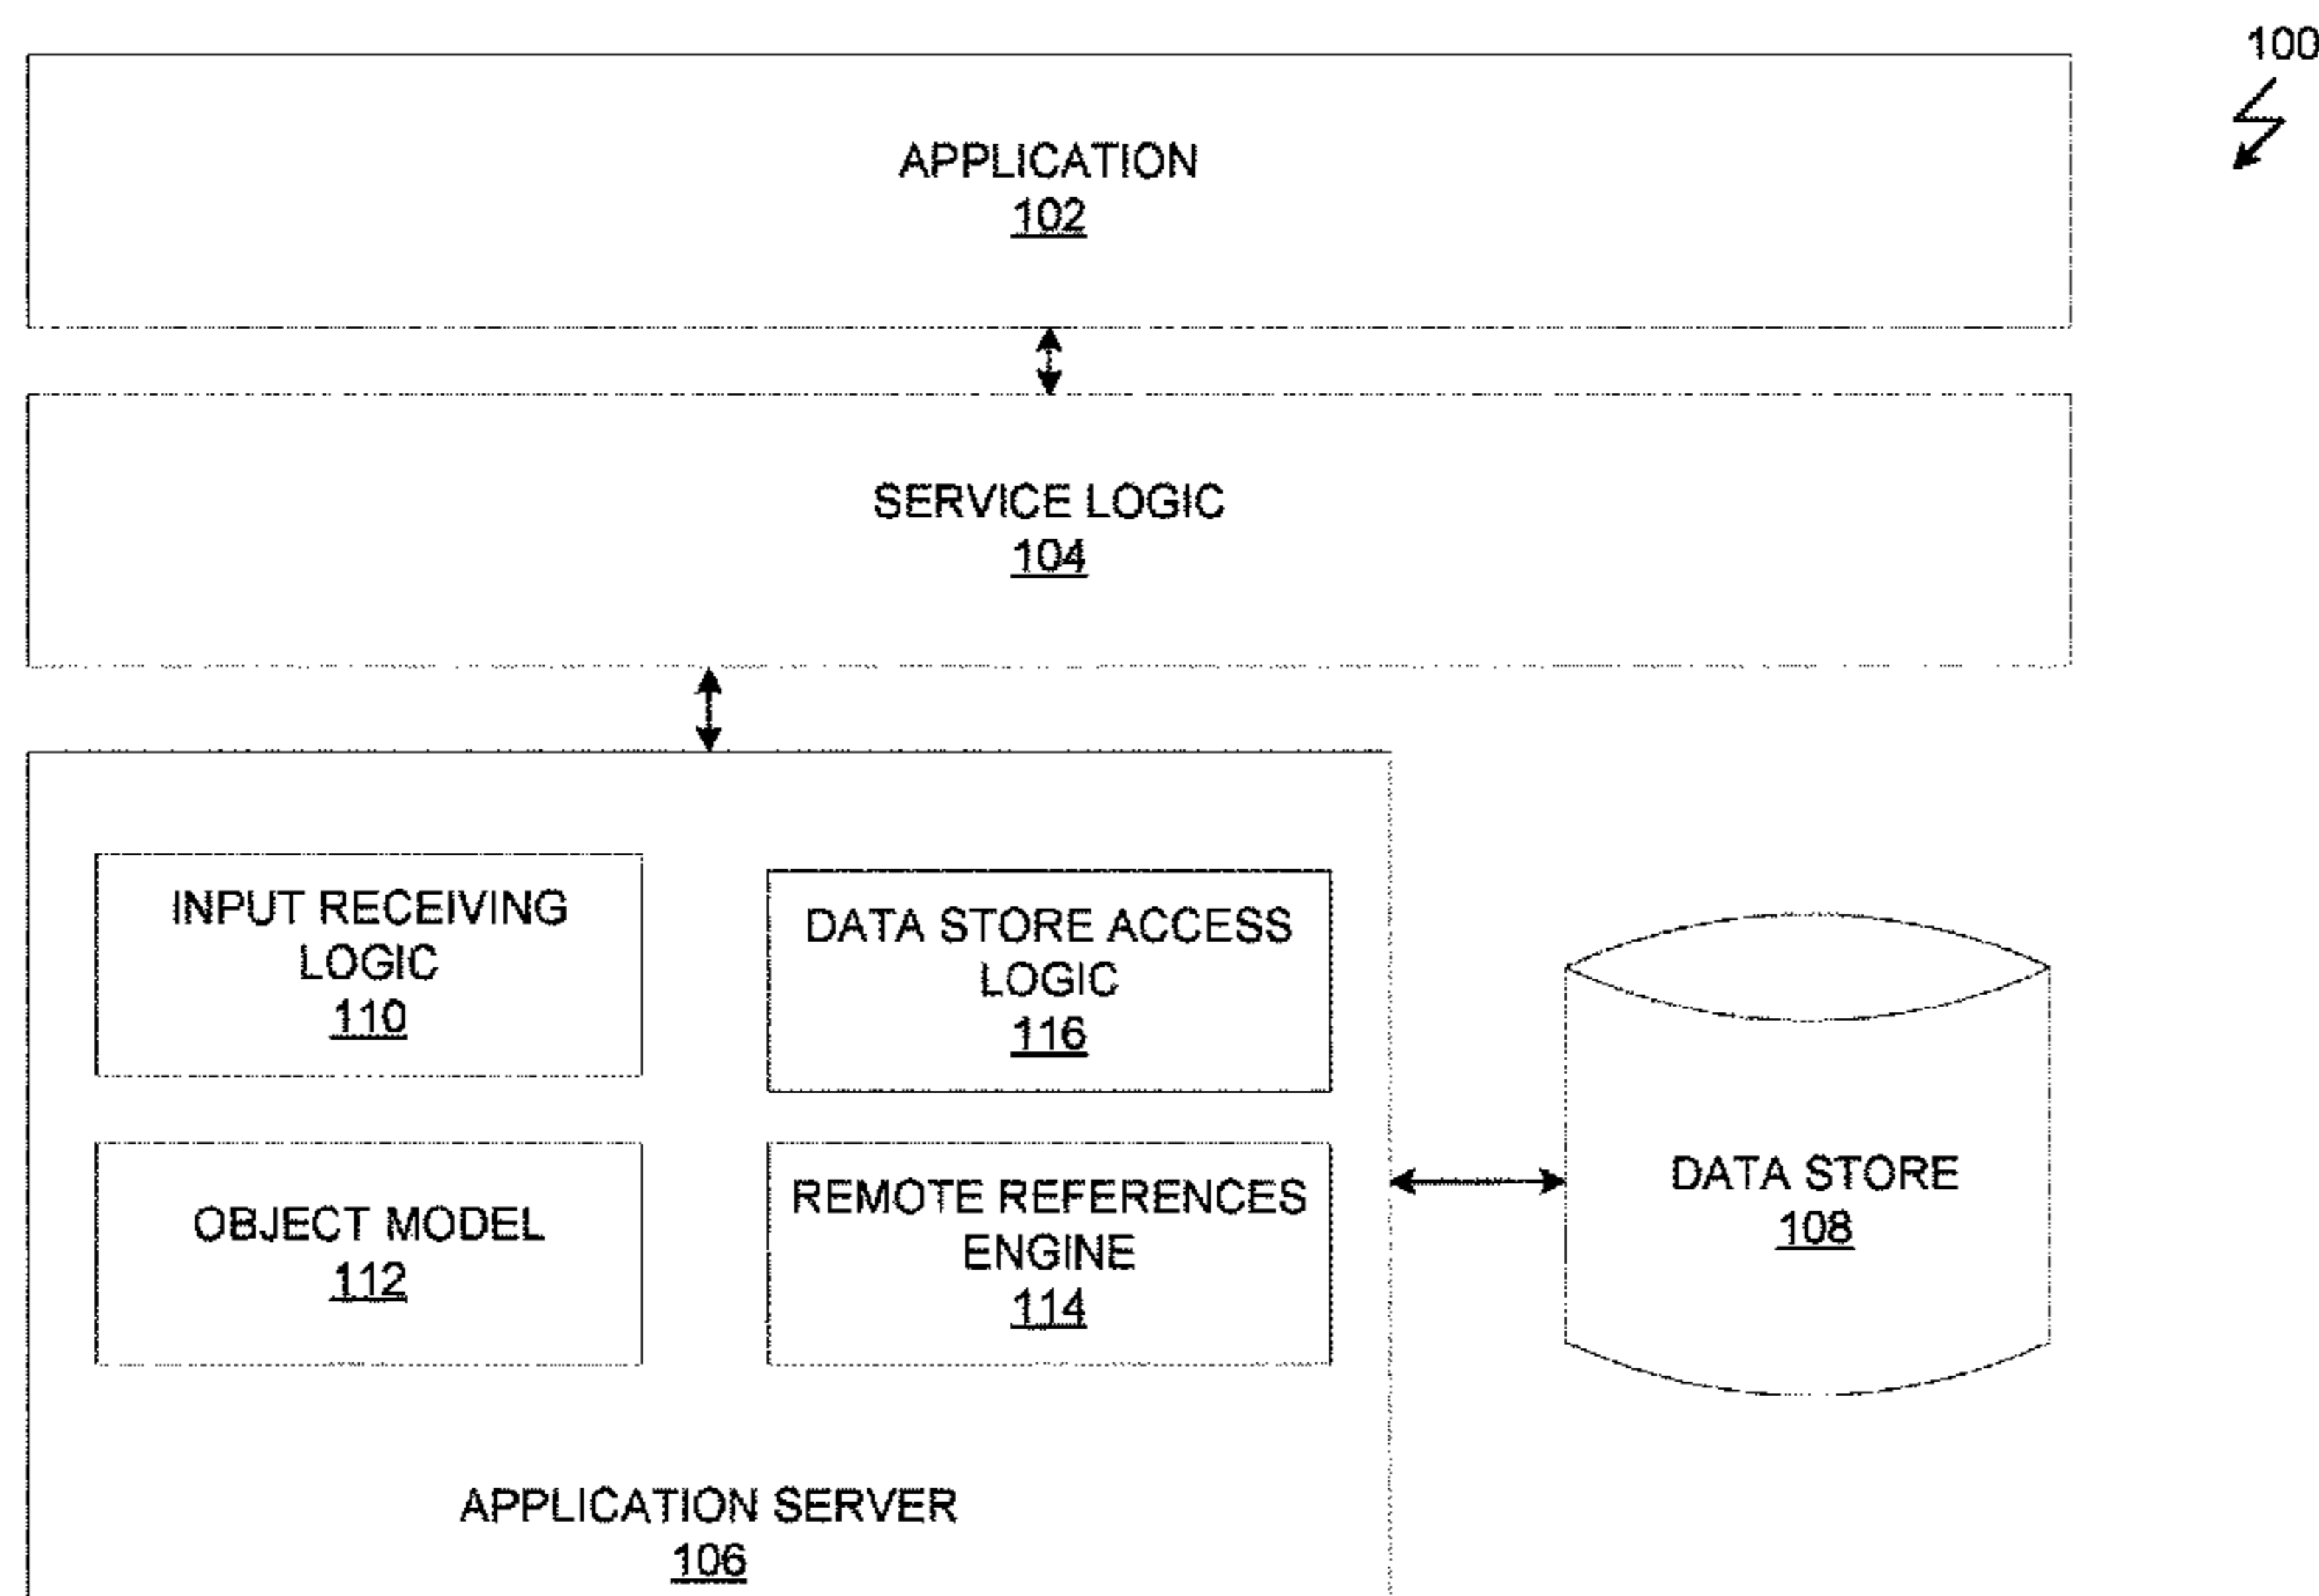 100
APPLICATION
102
SERVICE LOGIC
104
INPUT RECEIVING
LOGIC
110
DATA STORE ACCESS
LOGIC
116
OBJECT MODEL
112
REMOTE REFERENCES
ENGINE
114
DATA STORE
108
APPLICATION SERVER
106